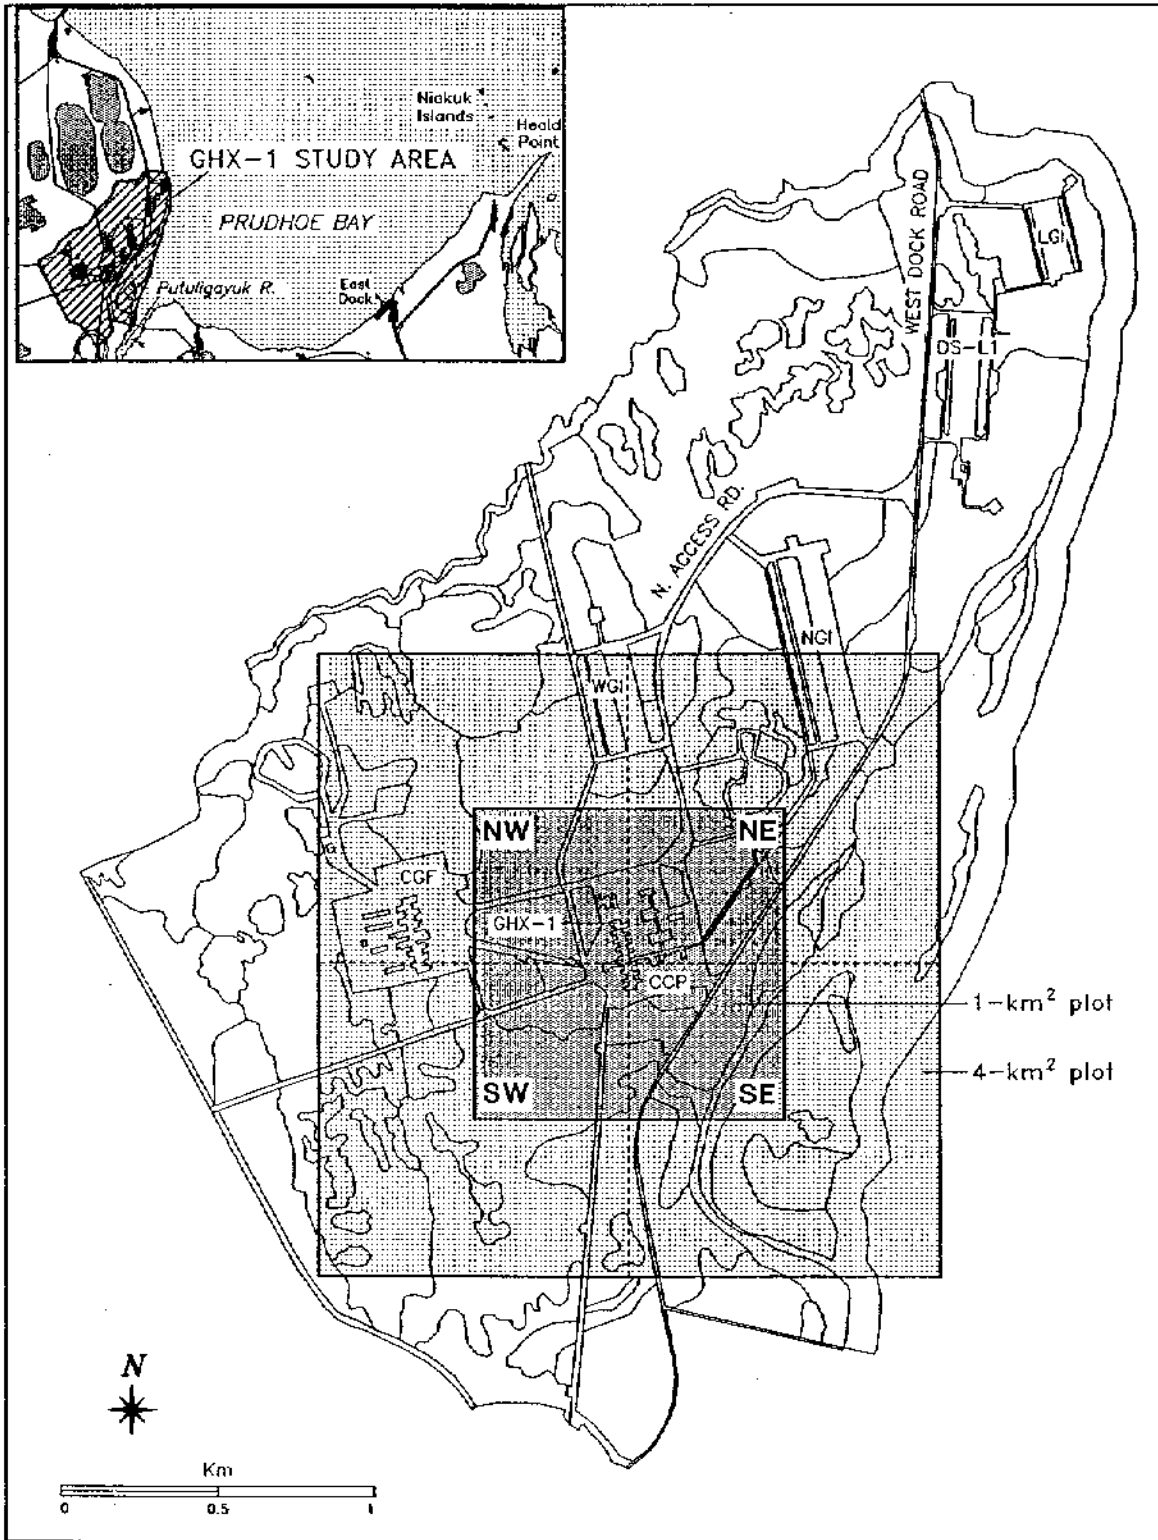 Niakuk
Islands
Heald
Point
GHX-1 STUDY AREA
PRUDHOE BAY
Putuligayuk R.
East
Dock
WEST DOCK ROAD
LGI
DS-L1
N. ACCESS RD.
NGI
WGI
NW
NE
CGF
GHX-1
CCP
1-km² plot
4-km² plot
SW
SE
N
Km
0
0.5
1